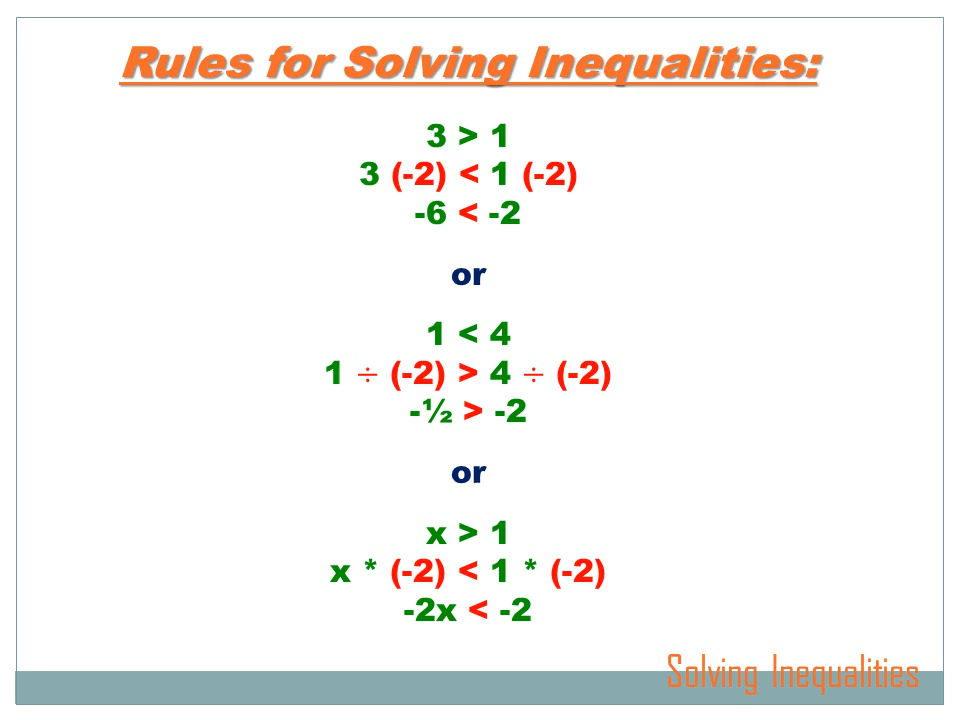 Rules for Solving Inequalities:
3 > 1
3 (-2) < 1 (-2)
-6 < -2
or
1 < 4
1 ÷ (-2) > 4 ÷ (-2)
-½ > -2
or
x > 1
x * (-2) < 1 * (-2)
-2x < -2
Solving Inequalities